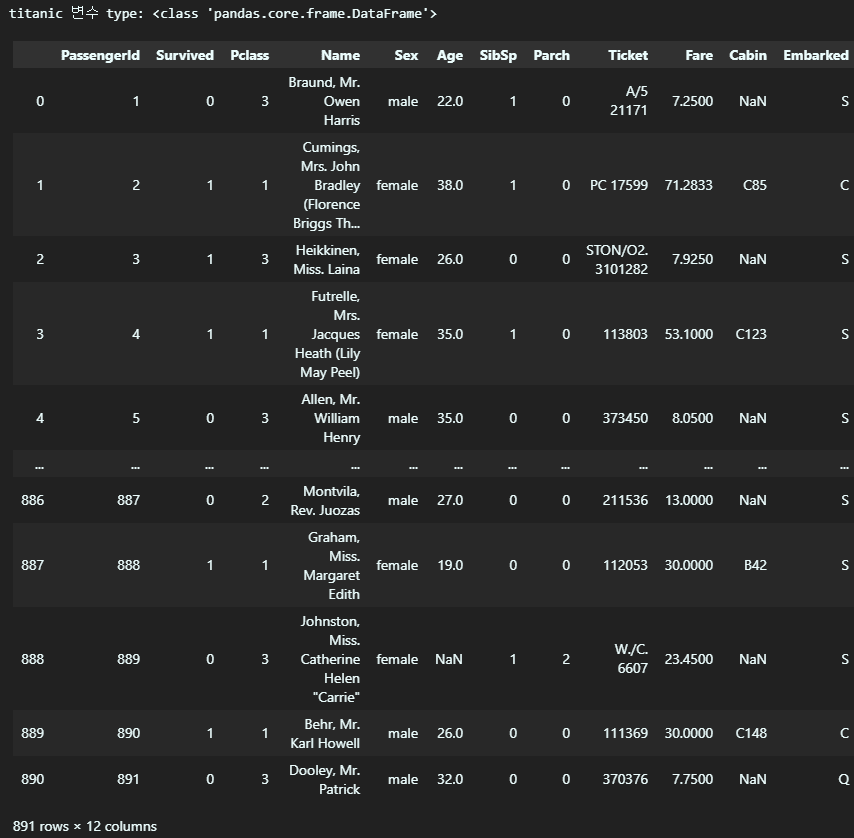 titanic 변수 type: <class 'pandas.core.frame.DataFrame'>
PassengerId Survived Pclass Name Sex Age SibSp Parch Ticket Fare Cabin Embarked
0 1 0 3 Braund, Mr. Owen Harris male 22.0 1 0 A/5 21171 7.2500 NaN S
1 2 1 1 Cumings, Mrs. John Bradley (Florence Briggs Th... female 38.0 1 0 PC 17599 71.2833 C85 C
2 3 1 3 Heikkinen, Miss. Laina female 26.0 0 0 STON/O2. 3101282 7.9250 NaN S
3 4 1 1 Futrelle, Mrs. Jacques Heath (Lily May Peel) female 35.0 1 0 113803 53.1000 C123 S
4 5 0 3 Allen, Mr. William Henry male 35.0 0 0 373450 8.0500 NaN S
... ... ... ... ... ... ... ... ... ... ... ... ...
886 887 0 2 Montvila, Rev. Juozas male 27.0 0 0 211536 13.0000 NaN S
887 888 1 1 Graham, Miss. Margaret Edith female 19.0 0 0 112053 30.0000 B42 S
888 889 0 3 Johnston, Miss. Catherine Helen "Carrie" female NaN 1 2 W./C. 6607 23.4500 NaN S
889 890 1 1 Behr, Mr. Karl Howell male 26.0 0 0 111369 30.0000 C148 C
890 891 0 3 Dooley, Mr. Patrick male 32.0 0 0 370376 7.7500 NaN Q
891 rows × 12 columns